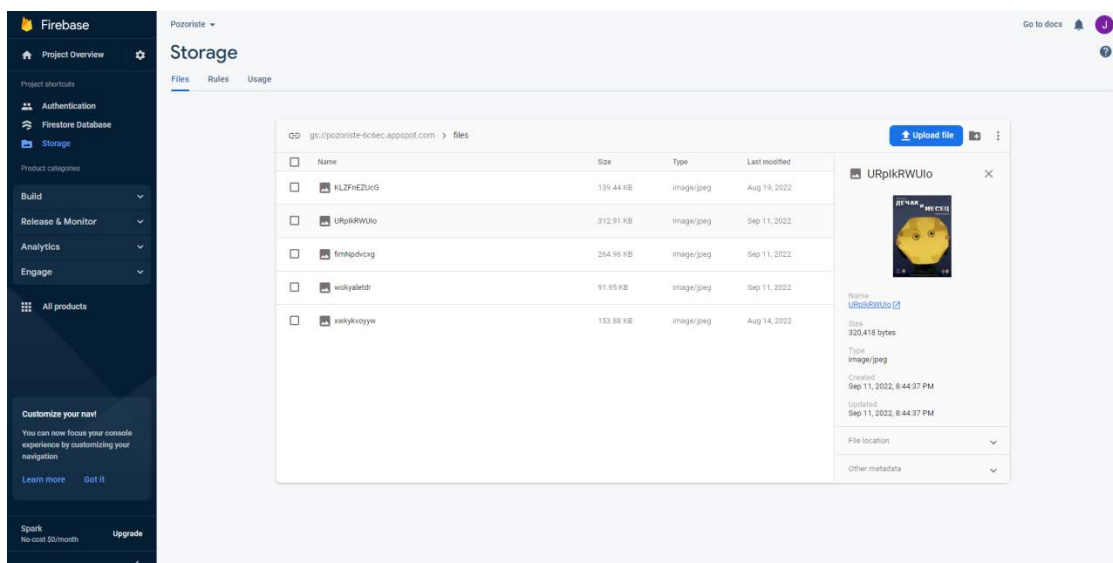 Firebase
Project Overview
Project shortcuts
Authentication
Firestore Database
Storage
Product categories
Build
Release & Monitor
Analytics
Engage
All products
Customize your nav!
You can now focus your console
experience by customizing your
navigation
Learn more Got it
Spark
No-cost $0/month
Upgrade
Pozoriste
Go to docs
J
Storage
Files Rules Usage
gs://pozoriste-6c6ec.appspot.com > files
Upload file
Name Size Type Last modified
KLZFnEZUcG 139.44 KB image/jpeg Aug 19, 2022
URpIkRWUIo 312.91 KB image/jpeg Sep 11, 2022
fimNpdvcxg 264.96 KB image/jpeg Sep 11, 2022
wokyaletdr 91.95 KB image/jpeg Sep 11, 2022
xwkykvoyyw 153.88 KB image/jpeg Aug 14, 2022
URpIkRWUIo
ДЕЧАК и МЕСЕЦ
Name
URpIkRWUIo
Size
320,418 bytes
Type
image/jpeg
Created
Sep 11, 2022, 8:44:37 PM
Updated
Sep 11, 2022, 8:44:37 PM
File location
Other metadata